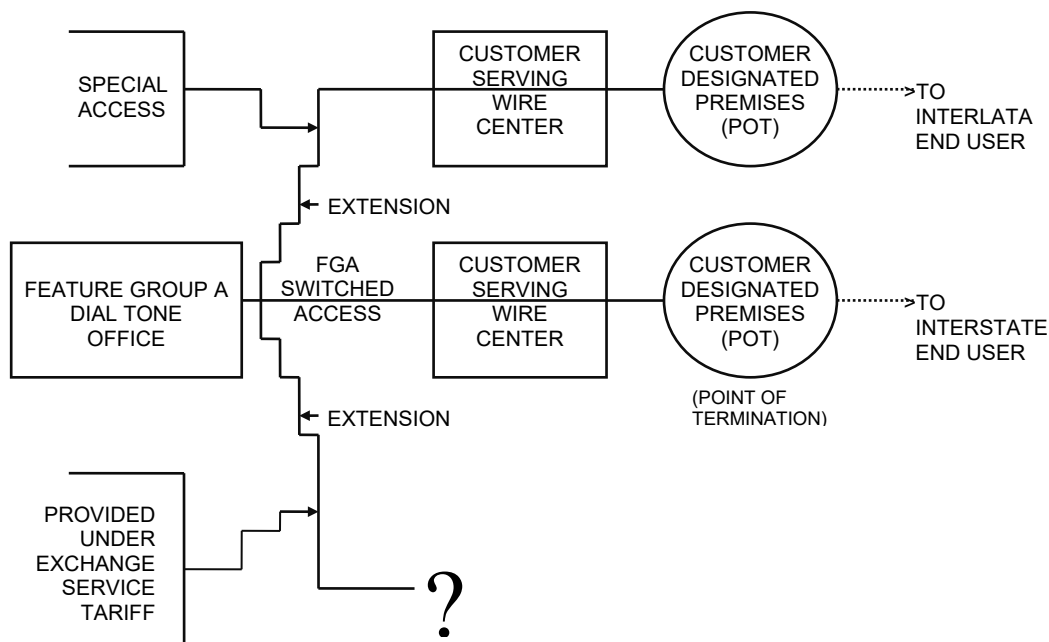 SPECIAL
ACCESS
CUSTOMER
SERVING
WIRE
CENTER
CUSTOMER
DESIGNATED
PREMISES
(POT)
>TO
INTERLATA
END USER
EXTENSION
FEATURE GROUP A
DIAL TONE
OFFICE
FGA
SWITCHED
ACCESS
CUSTOMER
SERVING
WIRE
CENTER
CUSTOMER
DESIGNATED
PREMISES
(POT)
>TO
INTERSTATE
END USER
(POINT OF
TERMINATION)
EXTENSION
PROVIDED
UNDER
EXCHANGE
SERVICE
TARIFF
?